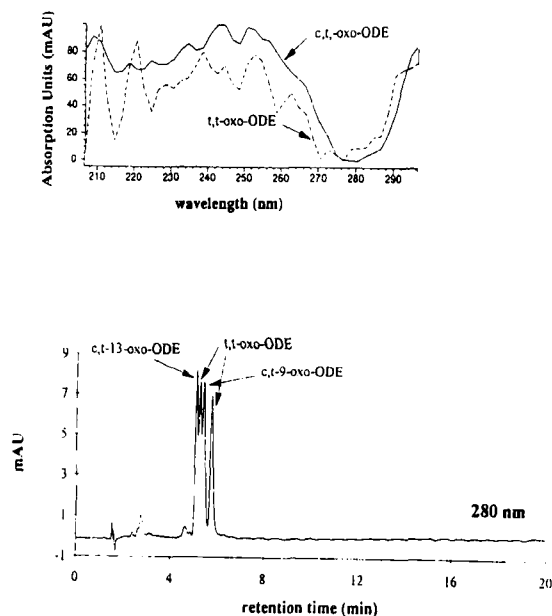 Absorption Units (mAU)
80
60
40
20
0
c,t,-oxo-ODE
t,t-oxo-ODE
210 220 230 240 250 260 270 280 290
wavelength (nm)
mAU
9
7
5
3
1
-1
c,t-13-oxo-ODE
t,t-oxo-ODE
c,t-9-oxo-ODE
280 nm
0 4 8 12 16 20
retention time (min)